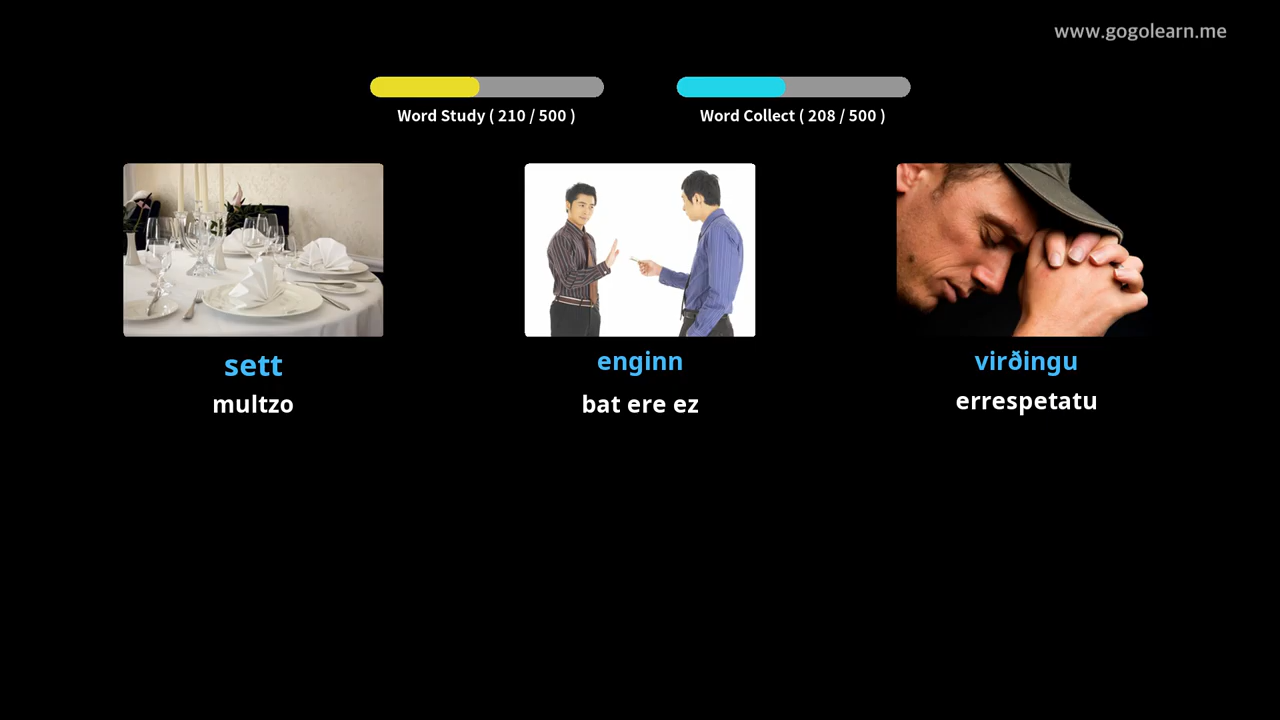 www.gogolearn.me
Word Study ( 210 / 500 )
Word Collect ( 208 / 500 )
sett
multzo
enginn
bat ere ez
virðingu
errespetatu